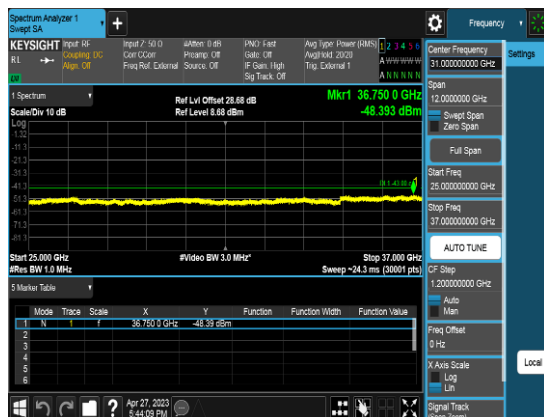 Spectrum Analyzer 1
Swept SA
Frequency
KEYSIGHT
Input: RF
Input Z: 50 Ω
#Atten: 0 dB
PNO: Fast
Avg Type: Power (RMS)
1 2 3 4 5 6
R L
Coupling: DC
Corr CCorr
Preamp: Off
Gate: Off
Avg|Hold: 20/20
A W W W W W
Align: Off
Freq Ref: External
Source: Off
IF Gain: High
Trig: External 1
Sig Track: Off
A N N N N N
Center Frequency
31.000000000 GHz
Settings
1 Spectrum
Scale/Div 10 dB
Ref Lvl Offset 28.68 dB
Ref Level 8.68 dBm
Mkr1 36.750 0 GHz
-48.393 dBm
Log
1.32
-11.3
-21.3
-31.3
-41.3
-51.3
-61.3
-71.3
-81.3
Start 25.000 GHz
#Video BW 3.0 MHz*
Stop 37.000 GHz
#Res BW 1.0 MHz
Sweep ~24.3 ms (30001 pts)
Span
12.0000000 GHz
Swept Span
Zero Span
Full Span
Start Freq
25.000000000 GHz
Stop Freq
37.000000000 GHz
AUTO TUNE
CF Step
1.200000000 GHz
Auto
Man
Freq Offset
0 Hz
X Axis Scale
Log
Lin
Signal Track
(Span Zoom)
Local
5 Marker Table
Mode Trace Scale X Y Function Function Width Function Value
1 N 1 f 36.750 0 GHz -48.39 dBm
2
3
4
5
6
Apr 27, 2023
5:44:09 PM